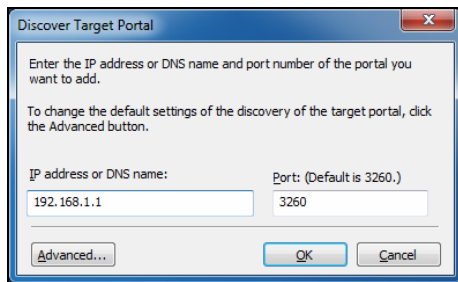 Discover Target Portal
Enter the IP address or DNS name and port number of the portal you
want to add.
To change the default settings of the discovery of the target portal, click
the Advanced button.
IP address or DNS name:
Port: (Default is 3260.)
192.168.1.1
3260
Advanced...
OK
Cancel